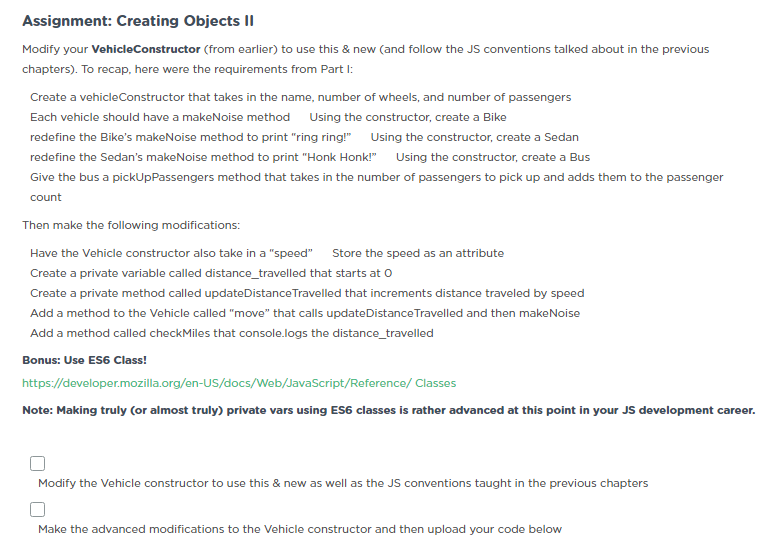 Assignment: Creating Objects II
Modify your VehicleConstructor (from earlier) to use this & new (and follow the JS conventions talked about in the previous
chapters). To recap, here were the requirements from Part I:
Create a vehicleConstructor that takes in the name, number of wheels, and number of passengers
Each vehicle should have a makeNoise method Using the constructor, create a Bike
redefine the Bike's makeNoise method to print "ring ring!" Using the constructor, create a Sedan
redefine the Sedan's makeNoise method to print "Honk Honk!" Using the constructor, create a Bus
Give the bus a pickUpPassengers method that takes in the number of passengers to pick up and adds them to the passenger
count
Then make the following modifications:
Have the Vehicle constructor also take in a "speed" Store the speed as an attribute
Create a private variable called distance_travelled that starts at 0
Create a private method called updateDistanceTravelled that increments distance traveled by speed
Add a method to the Vehicle called "move" that calls updateDistanceTravelled and then makeNoise
Add a method called checkMiles that console.logs the distance_travelled
Bonus: Use ES6 Class!
https://developer.mozilla.org/en-US/docs/Web/JavaScript/Reference/ Classes
Note: Making truly (or almost truly) private vars using ES6 classes is rather advanced at this point in your JS development career.
Modify the Vehicle constructor to use this & new as well as the JS conventions taught in the previous chapters
Make the advanced modifications to the Vehicle constructor and then upload your code below